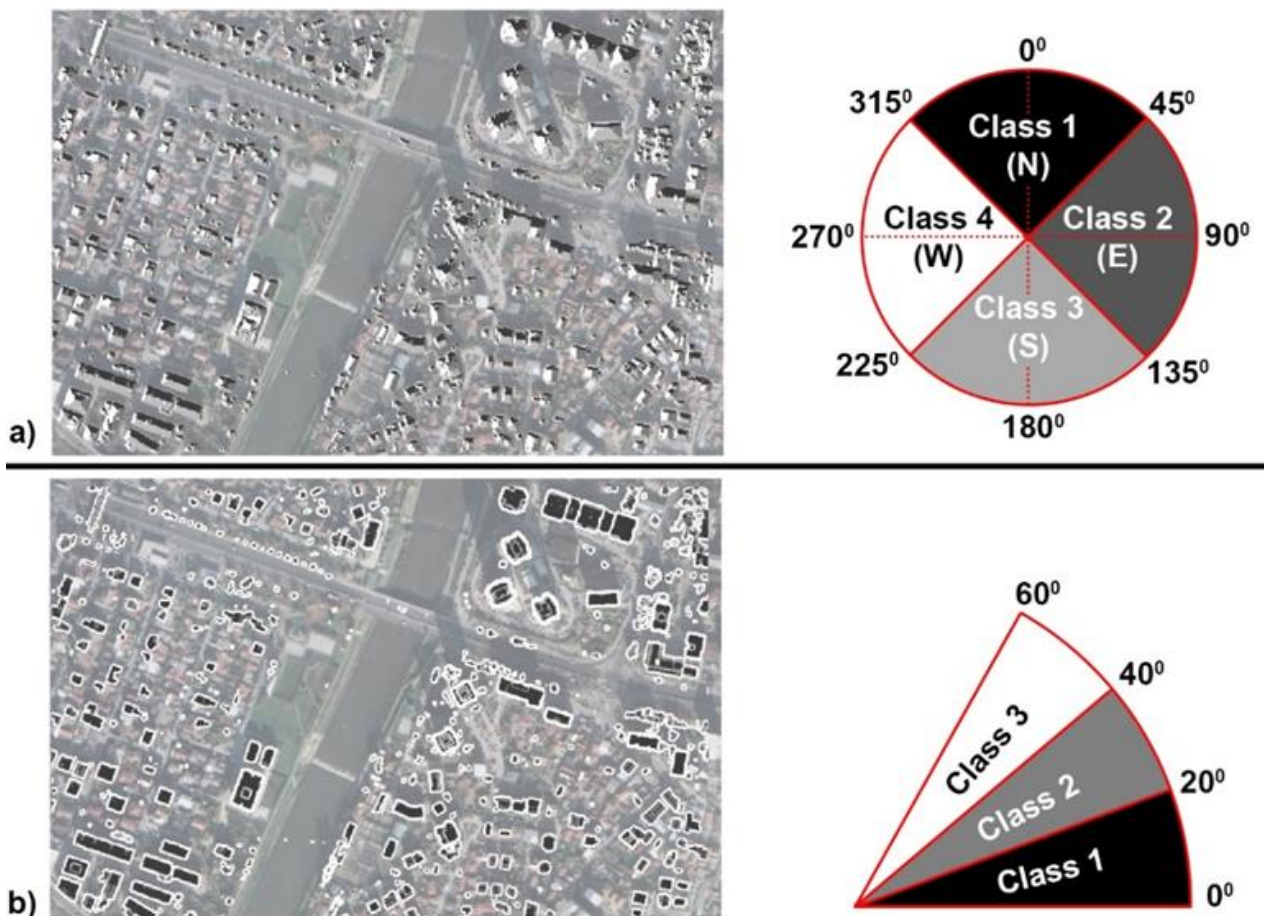 0⁰
315⁰
45⁰
Class 1
(N)
270⁰
Class 4
(W)
Class 2
(E)
90⁰
Class 3
(S)
225⁰
135⁰
180⁰
a)
60⁰
40⁰
Class 3
20⁰
Class 2
Class 1
0⁰
b)